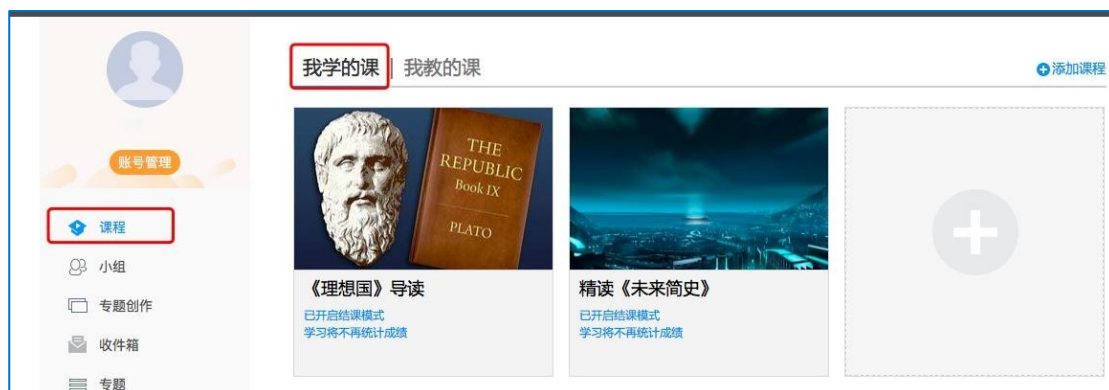 账号管理
课程
小组
专题创作
收件箱
专题
我学的课 | 我教的课
添加课程
THE
REPUBLIC
Book IX
PLATO
《理想国》导读
已开启结课模式
学习将不再统计成绩
精读《未来简史》
已开启结课模式
学习将不再统计成绩